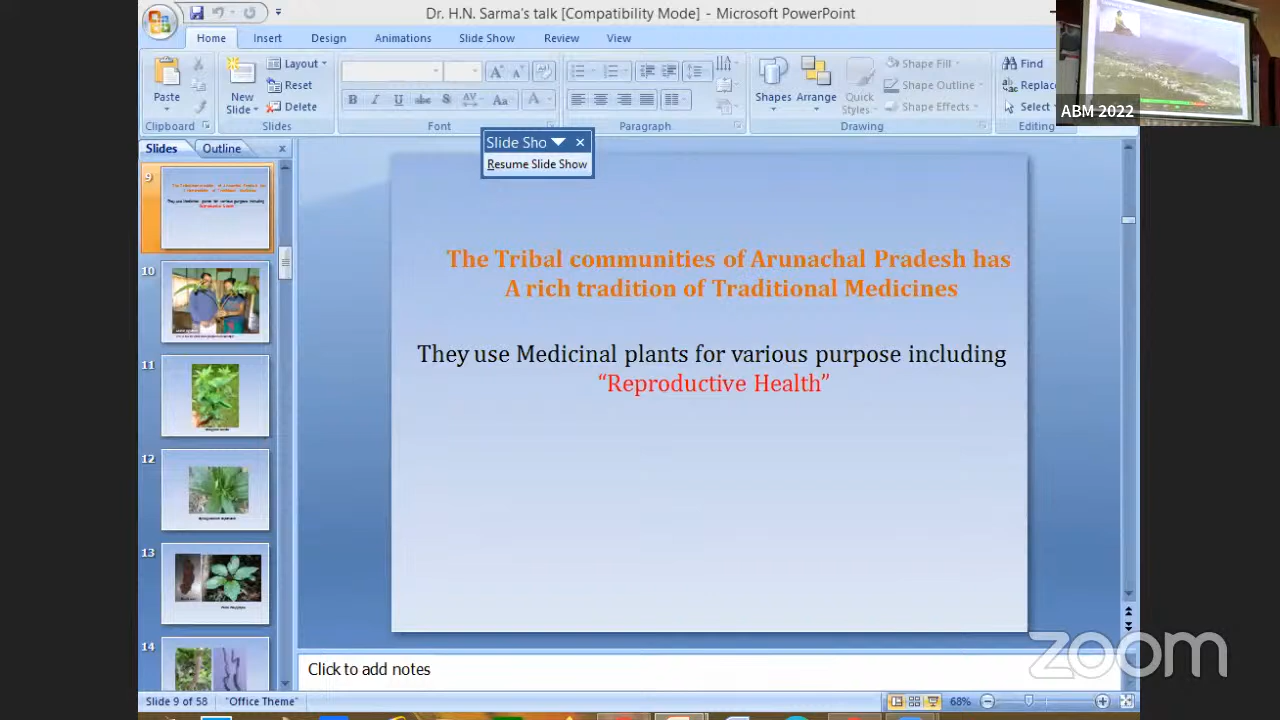 Dr. H.N. Sarma's talk [Compatibility Mode] - Microsoft PowerPoint
Home Insert Design Animations Slide Show Review View
Layout Shape Fill Find
Reset Shape Outline Replac
Paste New Slide Delete Shapes Arrange Quick Styles Shape Effects Select
Clipboard Slides Font Paragraph Drawing Editing
ABM 2022
Slides Outline
Slide Sho
Resume Slide Show
9
10
11
12
13
14
The Tribal communities of Arunachal Pradesh has
A rich tradition of Traditional Medicines
They use Medicinal plants for various purpose including
“Reproductive Health”
Click to add notes
zoom
Slide 9 of 58 "Office Theme" 68%